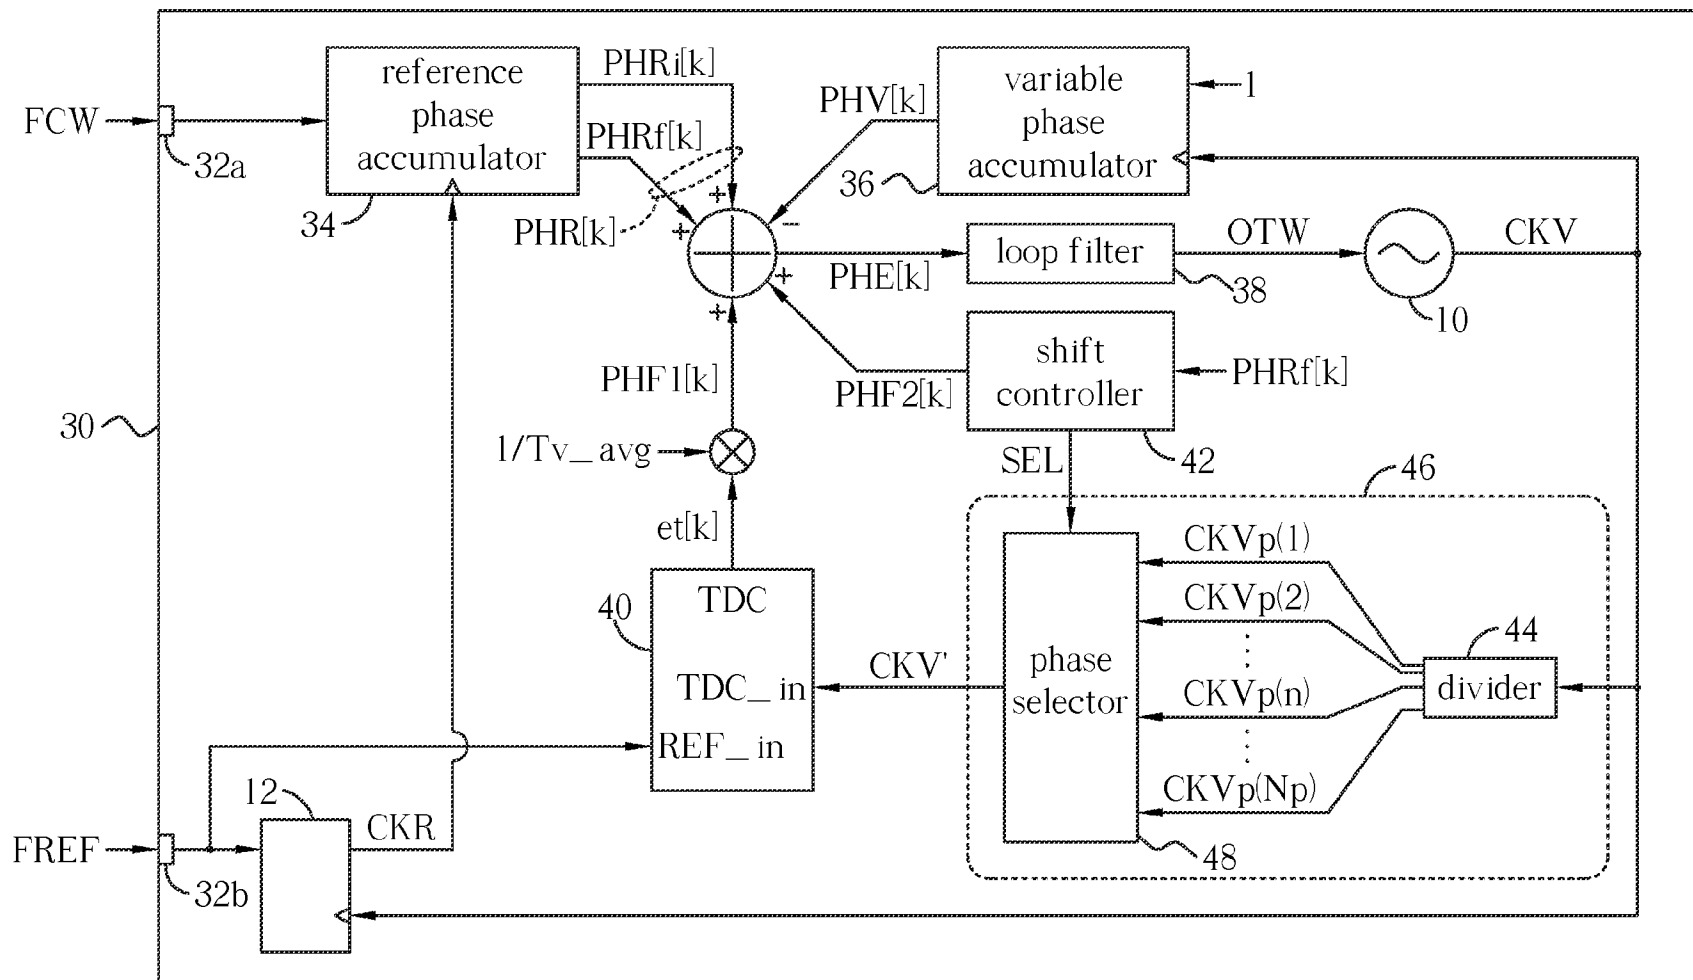 reference
phase
accumulator
PHRi[k]
PHRf[k]
PHR[k]
FCW
32a
34
PHV[k]
variable
phase
accumulator
1
36
loop filter
38
OTW
10
CKV
PHE[k]
+
+
-
+
+
shift
controller
PHRf[k]
PHF2[k]
42
SEL
PHF1[k]
1/Tv_avg
et[k]
30
46
TDC
TDC_in
REF_in
40
CKV'
phase
selector
48
CKVp(1)
CKVp(2)
CKVp(n)
CKVp(Np)
44
divider
12
CKR
FREF
32b